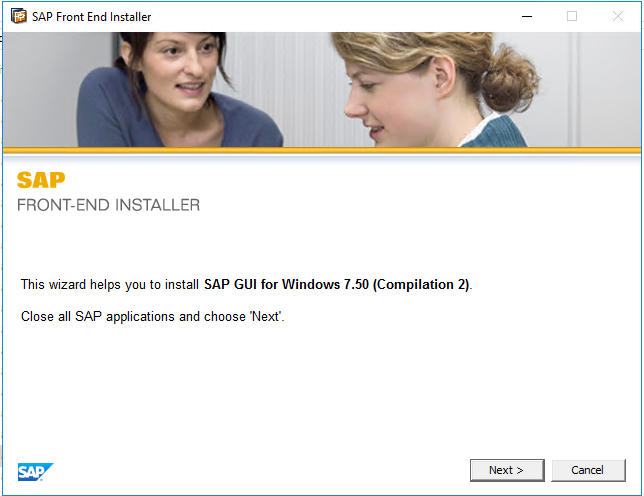 SAP Front End Installer
SAP
FRONT-END INSTALLER
This wizard helps you to install SAP GUI for Windows 7.50 (Compilation 2).
Close all SAP applications and choose 'Next'.
SAP
Next >
Cancel